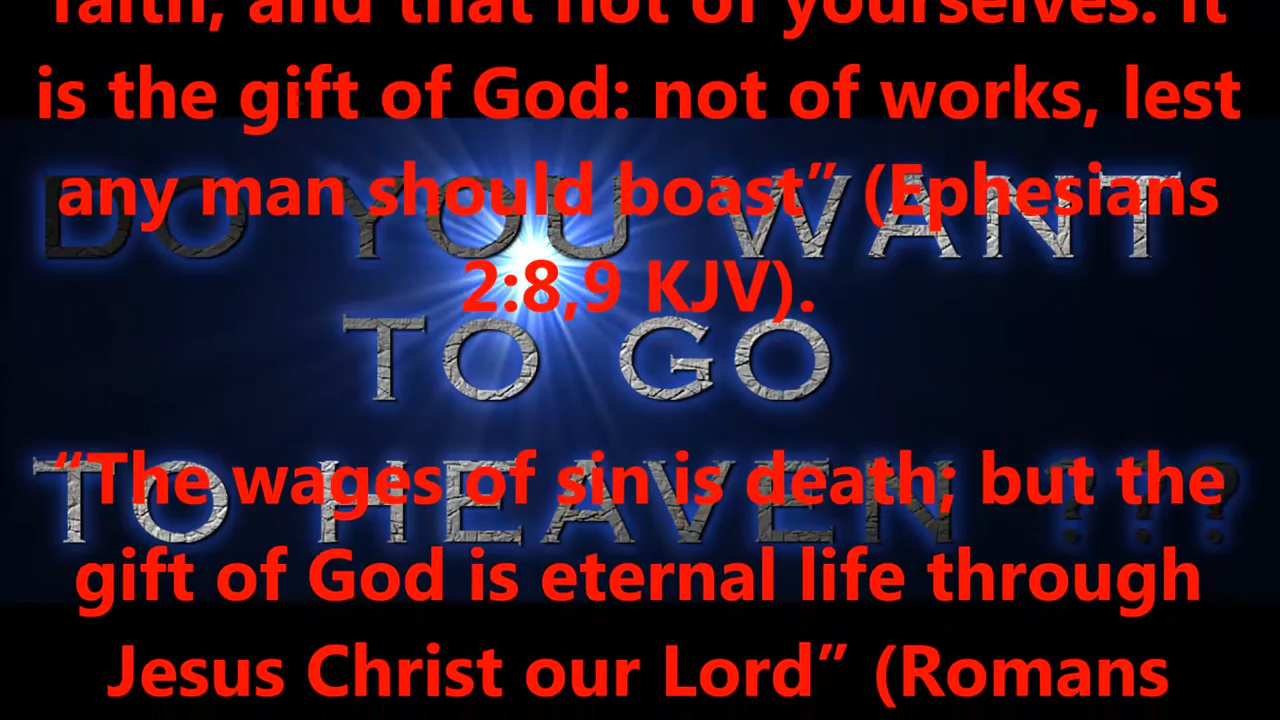 faith, and that not of yourselves: it
is the gift of God: not of works, lest
any man should boast” (Ephesians
2:8,9 KJV).
“The wages of sin is death; but the
gift of God is eternal life through
Jesus Christ our Lord” (Romans
DO YOU WANT
TO GO
TO HEAVEN ???